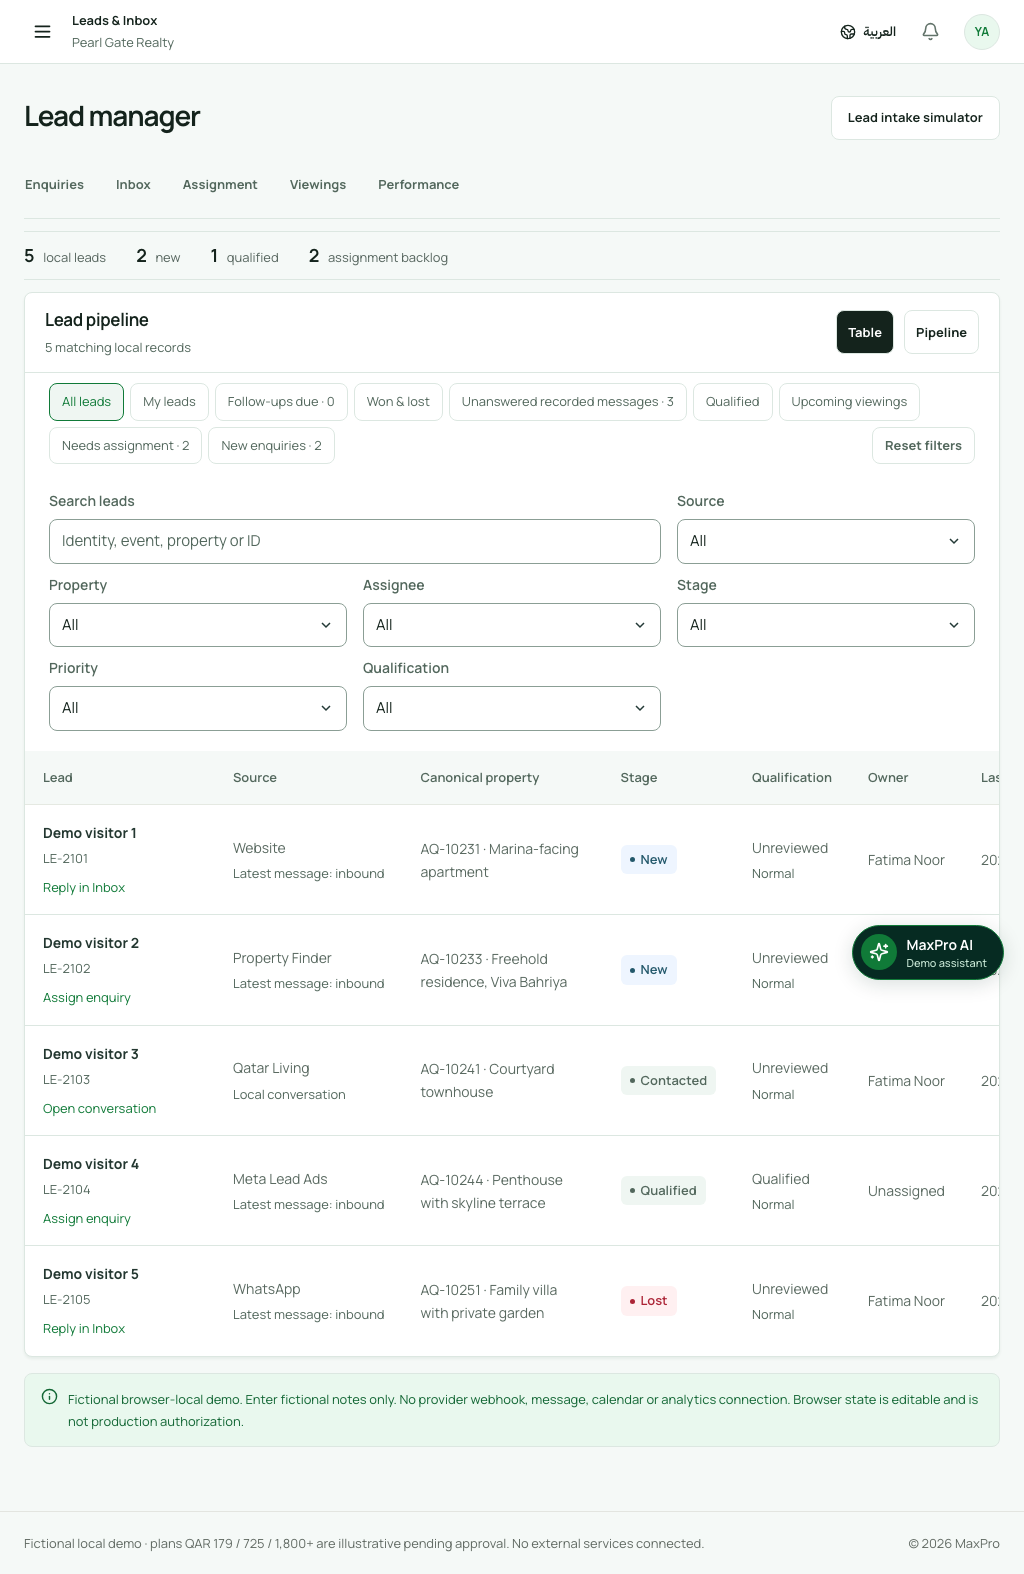 Leads & Inbox
Pearl Gate Realty
العربية
YA
Lead manager
Lead intake simulator
Enquiries Inbox Assignment Viewings Performance
5 local leads 2 new 1 qualified 2 assignment backlog
Lead pipeline
5 matching local records
Table Pipeline
All leads My leads Follow-ups due · 0 Won & lost Unanswered recorded messages · 3 Qualified Upcoming viewings
Needs assignment · 2 New enquiries · 2 Reset filters
Search leads Source
Identity, event, property or ID All
Property Assignee Stage
All All All
Priority Qualification
All All
Lead Source Canonical property Stage Qualification Owner Las
Demo visitor 1
LE-2101
Reply in Inbox
Website
Latest message: inbound
AQ-10231 · Marina-facing
apartment
New
Unreviewed
Normal
Fatima Noor
202
Demo visitor 2
LE-2102
Assign enquiry
Property Finder
Latest message: inbound
AQ-10233 · Freehold
residence, Viva Bahriya
New
Unreviewed
Normal
MaxPro AI
Demo assistant
Demo visitor 3
LE-2103
Open conversation
Qatar Living
Local conversation
AQ-10241 · Courtyard
townhouse
Contacted
Unreviewed
Normal
Fatima Noor
202
Demo visitor 4
LE-2104
Assign enquiry
Meta Lead Ads
Latest message: inbound
AQ-10244 · Penthouse
with skyline terrace
Qualified
Qualified
Normal
Unassigned
202
Demo visitor 5
LE-2105
Reply in Inbox
WhatsApp
Latest message: inbound
AQ-10251 · Family villa
with private garden
Lost
Unreviewed
Normal
Fatima Noor
202
Fictional browser-local demo. Enter fictional notes only. No provider webhook, message, calendar or analytics connection. Browser state is editable and is
not production authorization.
Fictional local demo · plans QAR 179 / 725 / 1,800+ are illustrative pending approval. No external services connected.
© 2026 MaxPro